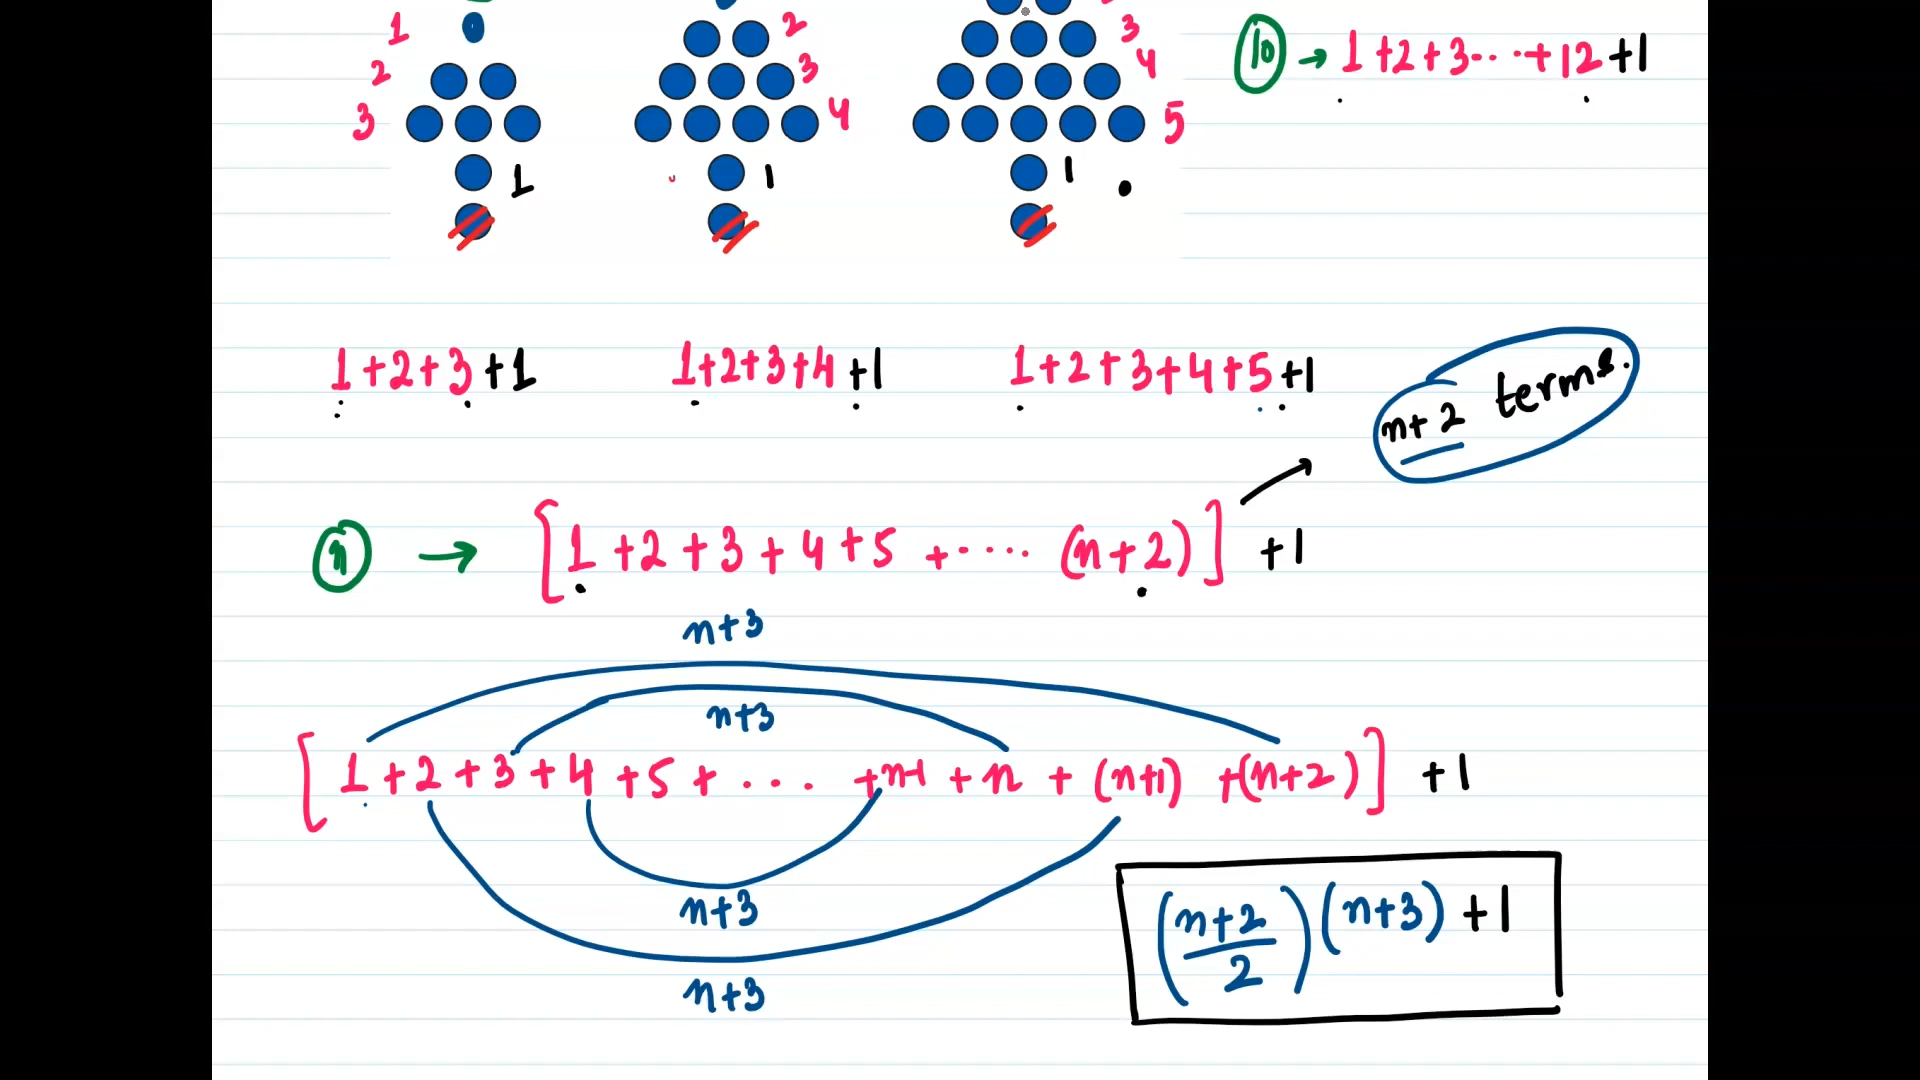 1
2
3
1
2
3
4
1
3
4
5
1
10 → 1 + 2 + 3 - - · + 12 + 1
1 + 2 + 3 + 1
1 + 2 + 3 + 4 + 1
1 + 2 + 3 + 4 + 5 + 1
n + 2 terms.
n → [1 + 2 + 3 + 4 + 5 + · · · · (n + 2)] + 1
n+3
n+3
[1 + 2 + 3 + 4 + 5 + · · · + n-1 + n + (n+1) + (n+2)] + 1
n+3
n+3
((n+2)/2)(n+3) + 1